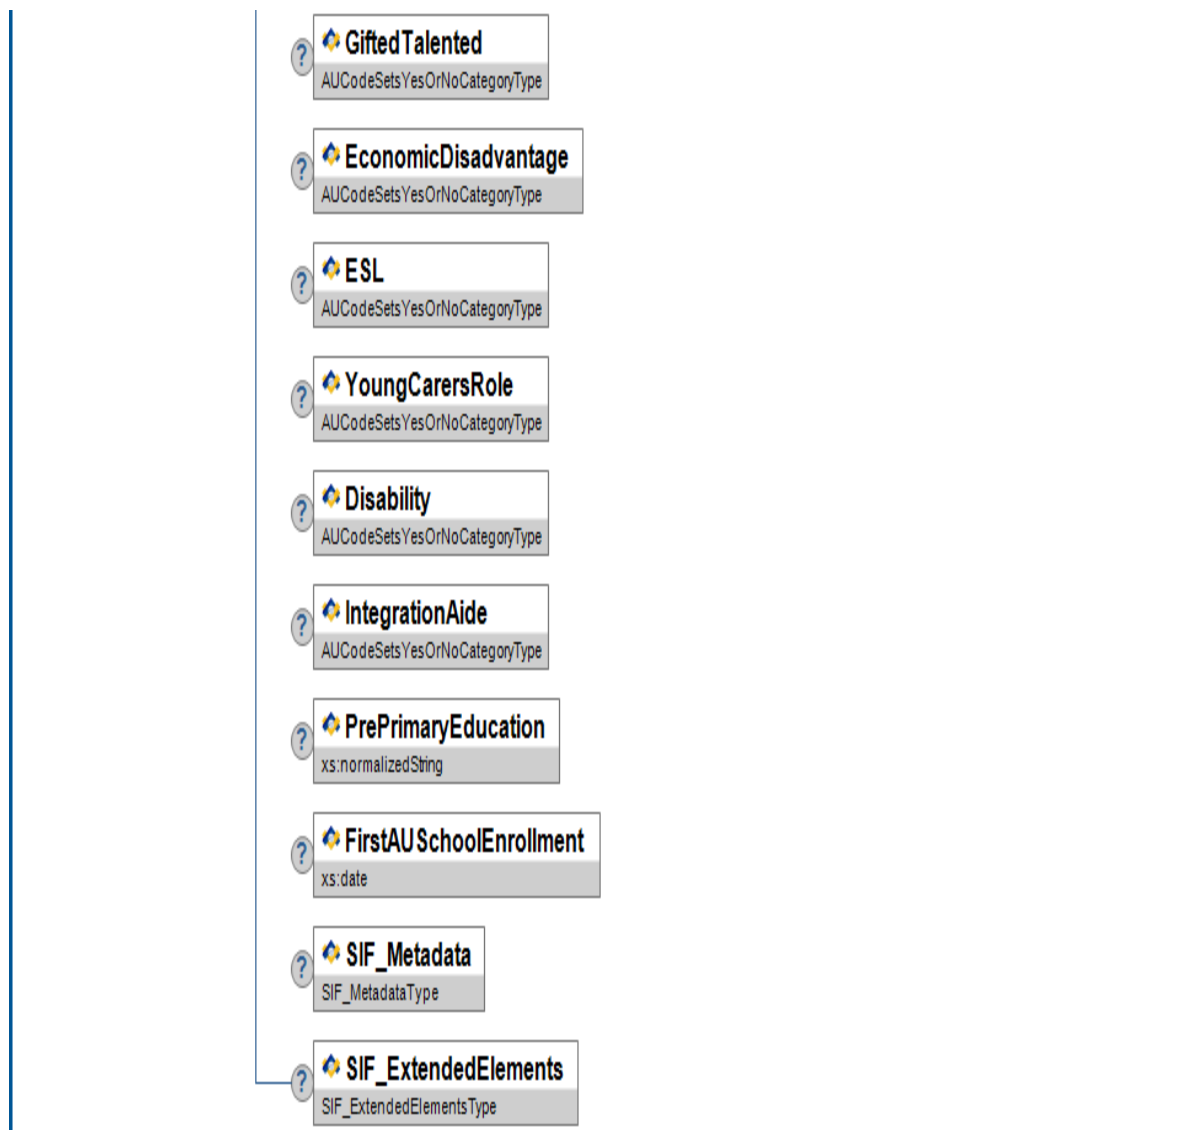 ?
GiftedTalented
AUCodeSetsYesOrNoCategoryType
?
EconomicDisadvantage
AUCodeSetsYesOrNoCategoryType
?
ESL
AUCodeSetsYesOrNoCategoryType
?
YoungCarersRole
AUCodeSetsYesOrNoCategoryType
?
Disability
AUCodeSetsYesOrNoCategoryType
?
IntegrationAide
AUCodeSetsYesOrNoCategoryType
?
PrePrimaryEducation
xs:normalizedString
?
FirstAUSchoolEnrollment
xs:date
?
SIF_Metadata
SIF_MetadataType
?
SIF_ExtendedElements
SIF_ExtendedElementsType